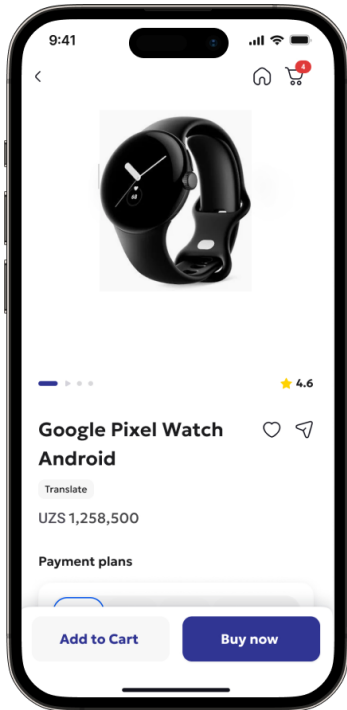 9:41
4
68
4.6
Google Pixel Watch
Android
Translate
UZS 1,258,500
Payment plans
Add to Cart
Buy now